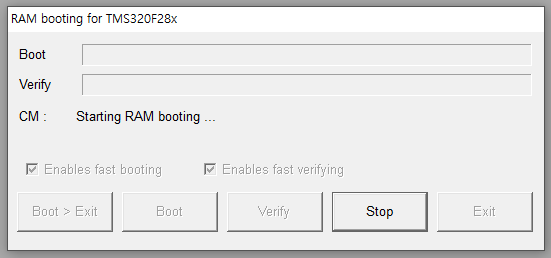 RAM booting for TMS320F28x
Boot
Verify
CM : Starting RAM booting ...
Enables fast booting Enables fast verifying
Boot > Exit Boot Verify Stop Exit